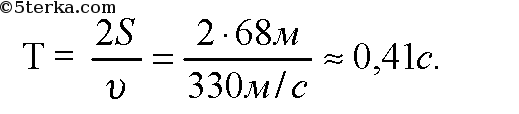 ©5terka.com
T = 2S/υ = 2·68м/330м/с ≈ 0,41с.